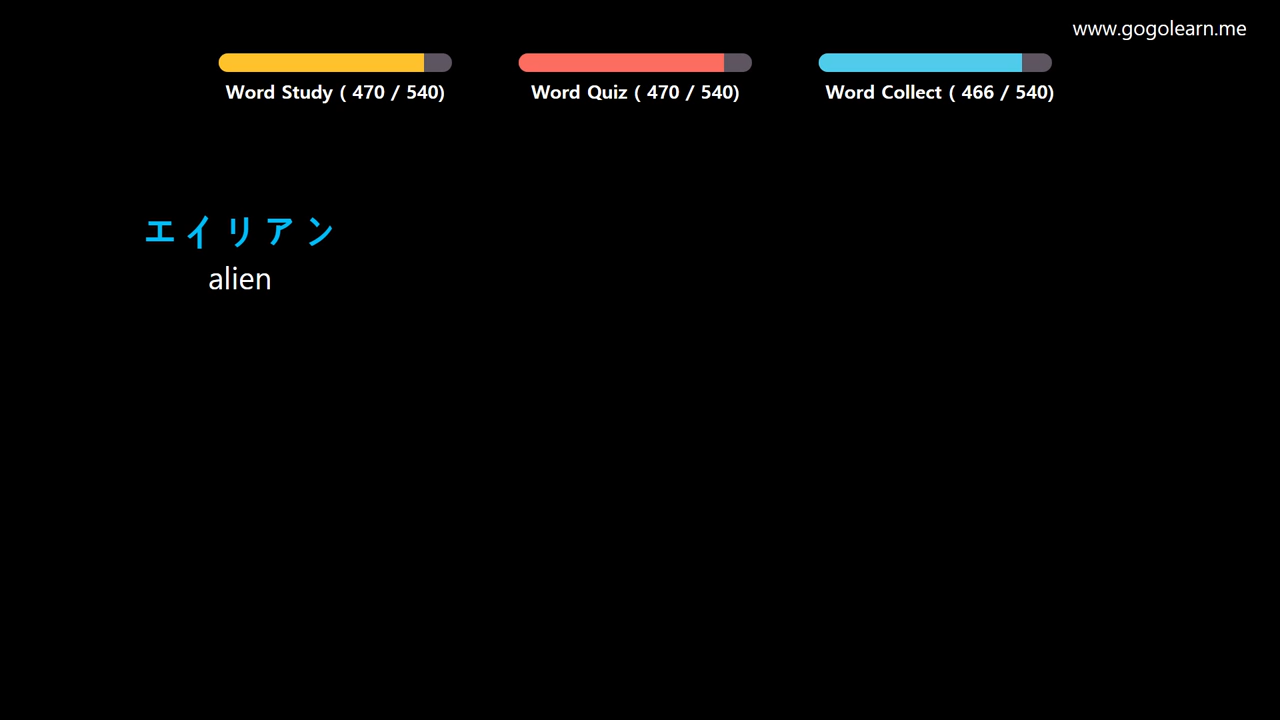 www.gogolearn.me
Word Study ( 470 / 540)
Word Quiz ( 470 / 540)
Word Collect ( 466 / 540)
エイリアン
alien